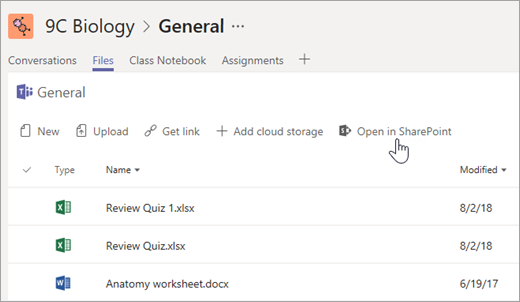 9C Biology > General ...
Conversations Files Class Notebook Assignments +
General
New Upload Get link + Add cloud storage Open in SharePoint
Type Name Modified
Review Quiz 1.xlsx 8/2/18
Review Quiz.xlsx 8/2/18
Anatomy worksheet.docx 6/19/17